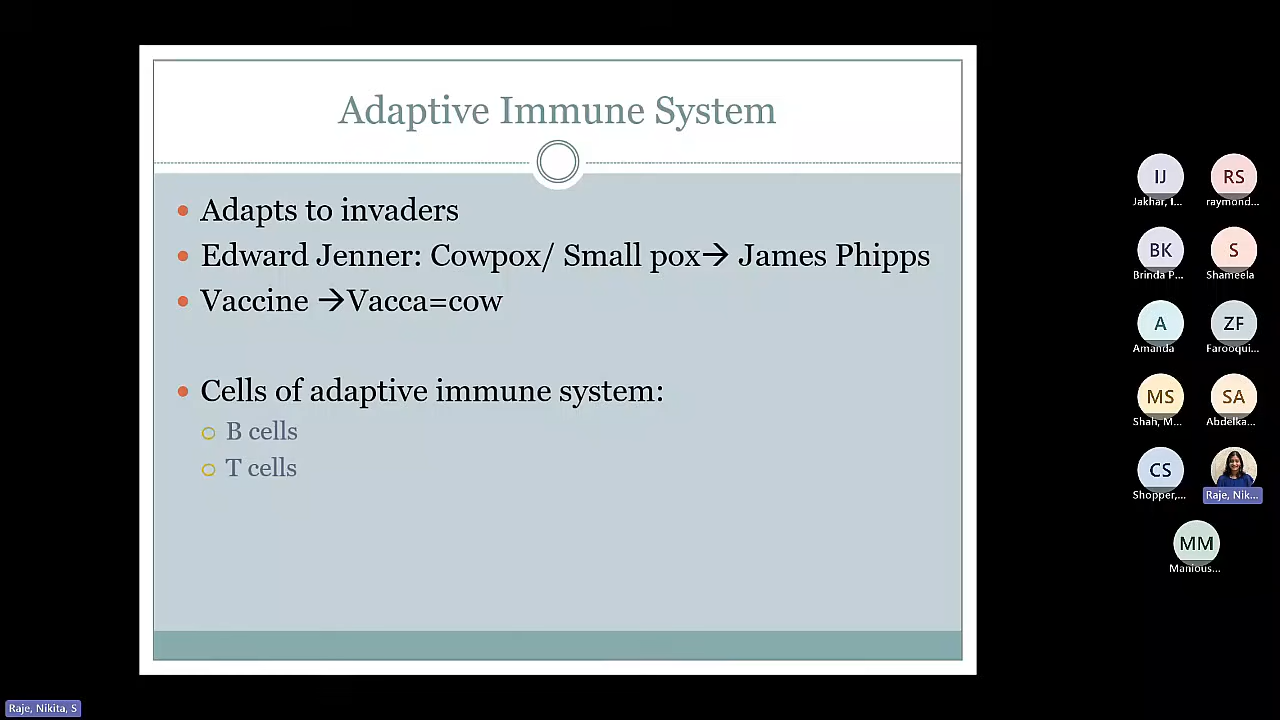 Adaptive Immune System
Adapts to invaders
Edward Jenner: Cowpox/ Small pox→ James Phipps
Vaccine →Vacca=cow
Cells of adaptive immune system:
B cells
T cells
IJ
Jakhar, I...
RS
raymond...
BK
Brinda P...
S
Shameela
A
Amanda
ZF
Farooqui...
MS
Shah, M...
SA
Abdelka...
CS
Shopper,...
Raje, Nik...
MM
Manious...
Raje, Nikita, S